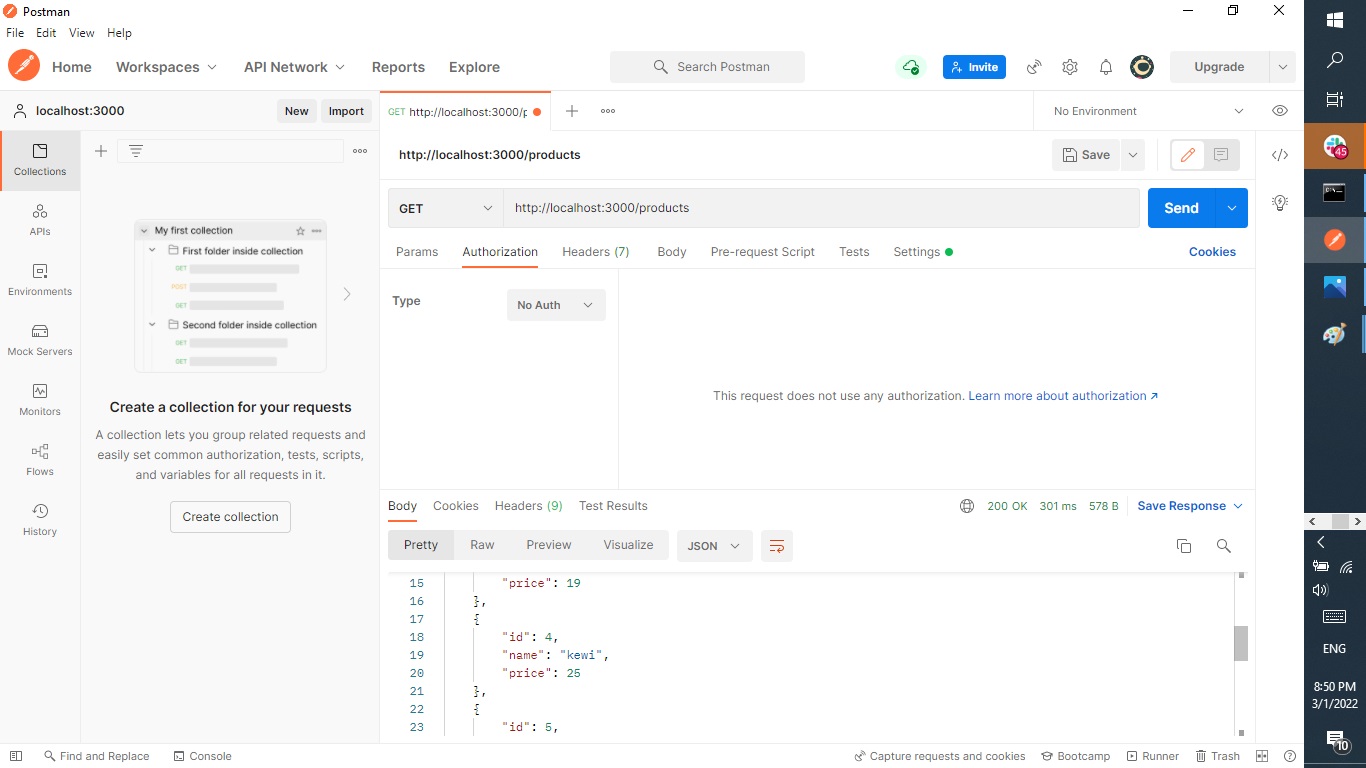 Postman
File Edit View Help
Home Workspaces API Network Reports Explore Search Postman Invite Upgrade
localhost:3000 New Import GET http://localhost:3000/p No Environment
Collections
APIs
Environments
Mock Servers
Monitors
Flows
History
My first collection
First folder inside collection
GET
POST
GET
Second folder inside collection
GET
GET
Create a collection for your requests
A collection lets you group related requests and
easily set common authorization, tests, scripts,
and variables for all requests in it.
Create collection
http://localhost:3000/products Save
GET http://localhost:3000/products Send
Params Authorization Headers (7) Body Pre-request Script Tests Settings Cookies
Type No Auth
This request does not use any authorization. Learn more about authorization
Body Cookies Headers (9) Test Results 200 OK 301 ms 578 B Save Response
Pretty Raw Preview Visualize JSON
15 "price": 19
16 },
17 {
18 "id": 4,
19 "name": "kewi",
20 "price": 25
21 },
22 {
23 "id": 5,
Find and Replace Console Capture requests and cookies Bootcamp Runner Trash
45
ENG
8:50 PM
3/1/2022
10